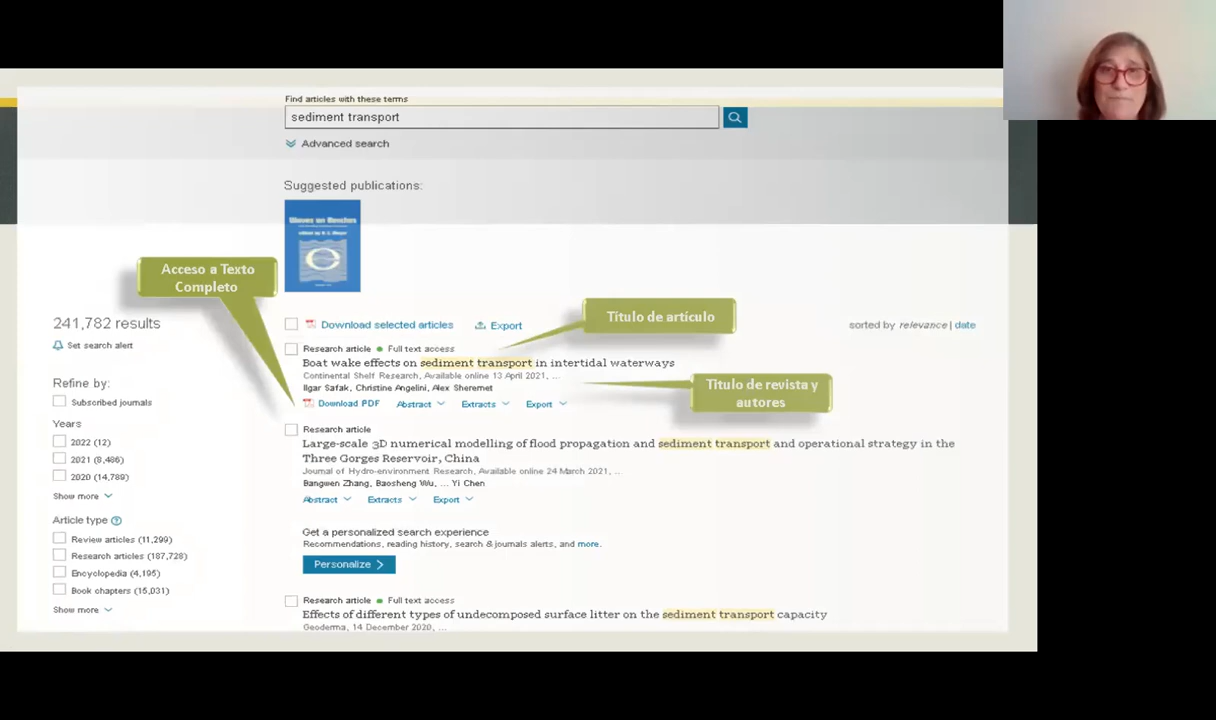 Find articles with these terms
sediment transport
Advanced search
Suggested publications:
Waves on Beaches
Acceso a Texto
Completo
241,782 results
Set search alert
Refine by:
Subscribed journals
Years
2022 (12)
2021 (8,486)
2020 (14,789)
Show more
Article type
Review articles (11,299)
Research articles (187,728)
Encyclopedia (4,195)
Book chapters (15,031)
Show more
Download selected articles Export
sorted by relevance | date
Título de artículo
Research article Full text access
Boat wake effects on sediment transport in intertidal waterways
Continental Shelf Research, Available online 13 April 2021, ...
Ilgar Safak, Christine Angelini, Alex Sheremet
Download PDF Abstract Extracts Export
Título de revista y
autores
Research article
Large-scale 3D numerical modelling of flood propagation and sediment transport and operational strategy in the
Three Gorges Reservoir, China
Journal of Hydro-environment Research, Available online 24 March 2021, ...
Bangwen Zhang, Baosheng Wu, ... Yi Chen
Abstract Extracts Export
Get a personalized search experience
Recommendations, reading history, search & journals alerts, and more.
Personalize
Research article Full text access
Effects of different types of undecomposed surface litter on the sediment transport capacity
Geoderma, 14 December 2020, ...